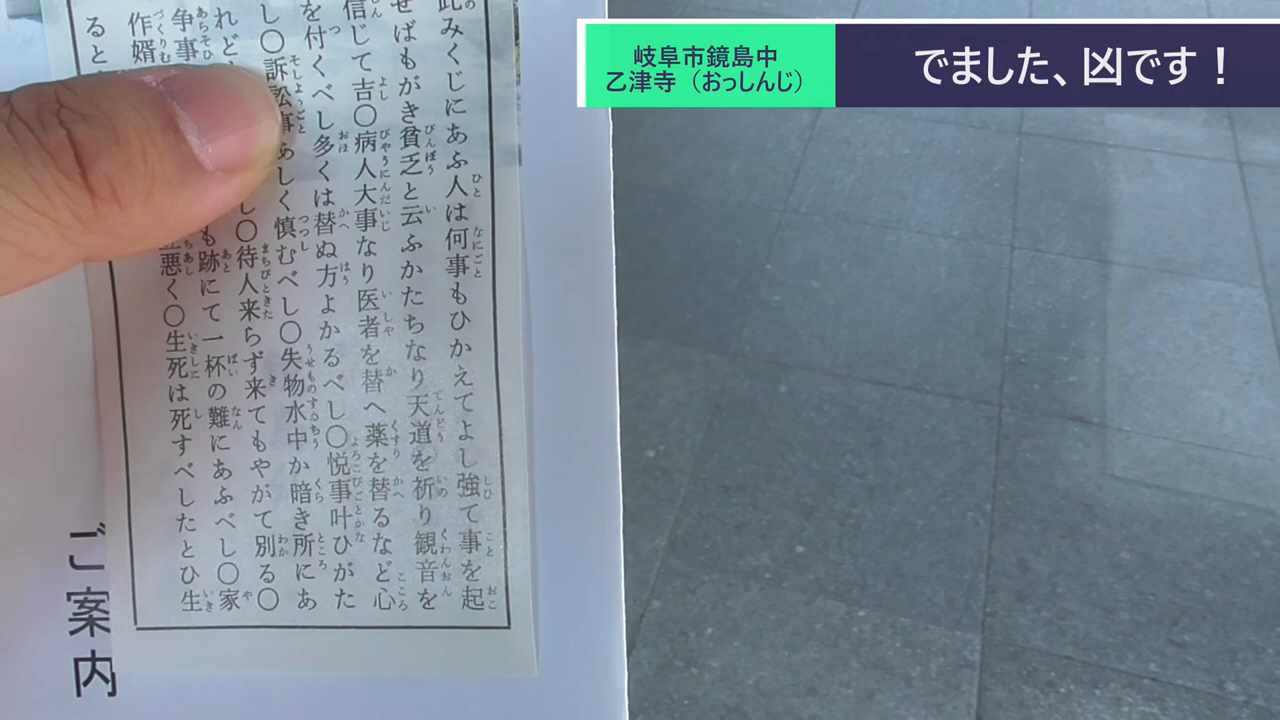 岐阜市鏡島中
乙津寺（おっしんじ）
でました、凶です！
此みくじにあふ人は何事もひかえてよし強て事を起
せばもがき貧乏と云ふかたちなり天道を祈り観音を
信じて吉〇病人大事なり医者を替へ薬を替るなど心
を付くべし多くは替ぬ方よかるべし〇悦事叶ひがた
し〇訴訟事あしく慎むべし〇失物水中か暗き所にあ
し〇待人来らず来てもやがて別る〇
争事
れど
も跡にて一杯の難にあふべし〇家
作婿
悪く〇生死は死すべしたとひ生
ると
ご案内